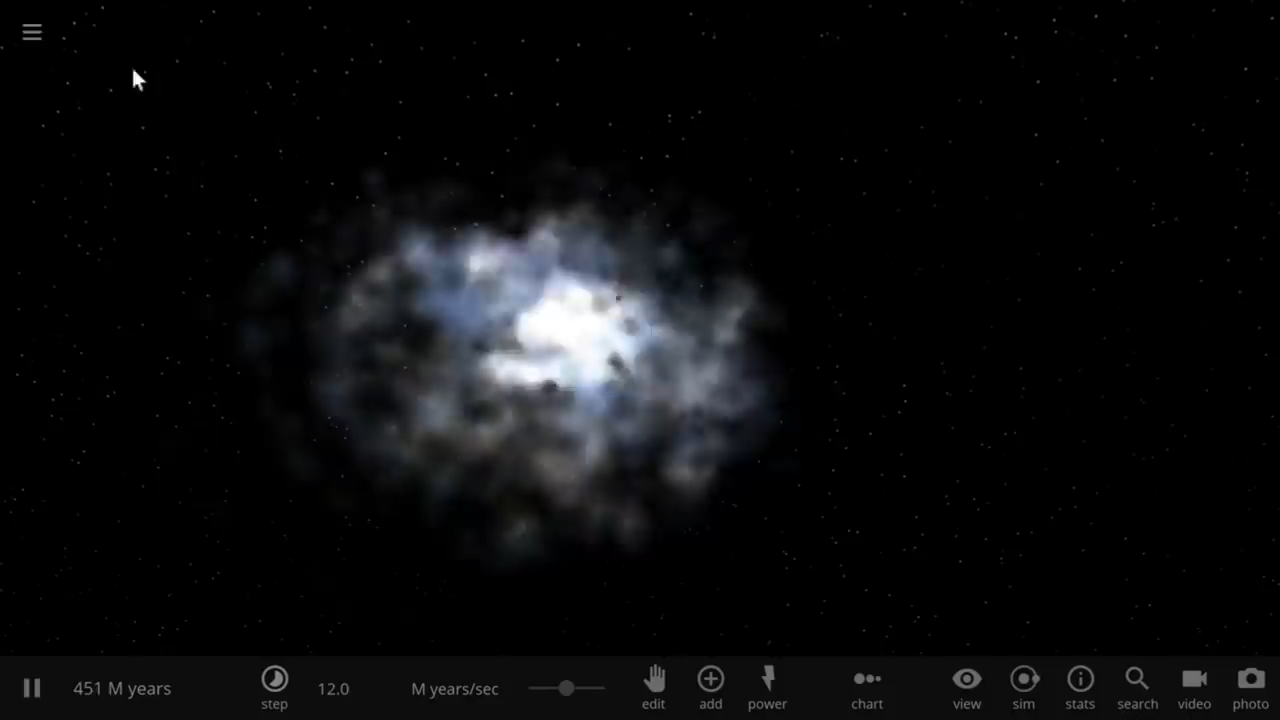 451 M years
step
12.0
M years/sec
edit
add
power
chart
view
sim
stats
search
video
photo